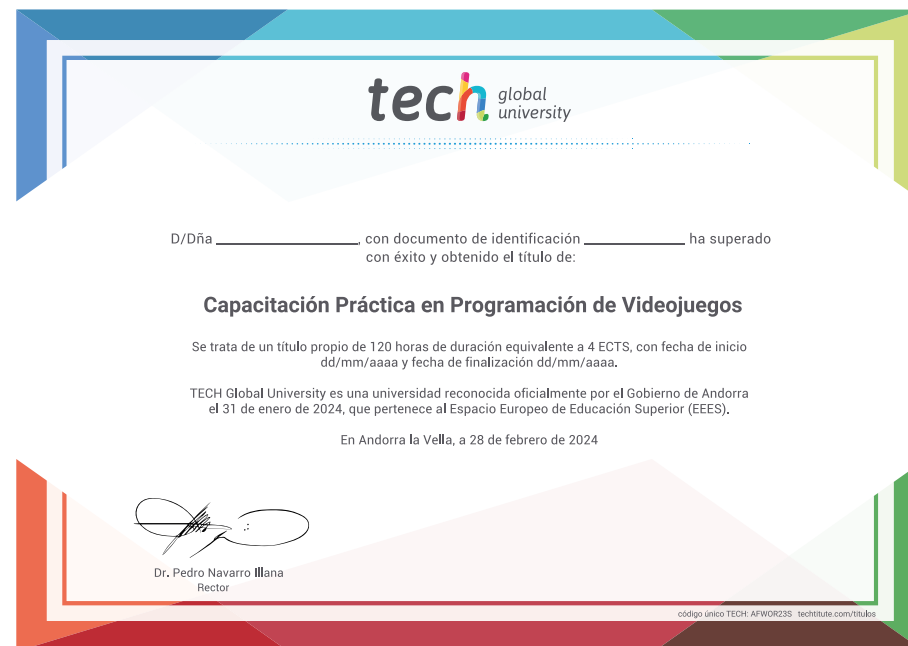 tech global university
D/Dña ________________, con documento de identificación ____________ ha superado
con éxito y obtenido el título de:
Capacitación Práctica en Programación de Videojuegos
Se trata de un título propio de 120 horas de duración equivalente a 4 ECTS, con fecha de inicio
dd/mm/aaaa y fecha de finalización dd/mm/aaaa.
TECH Global University es una universidad reconocida oficialmente por el Gobierno de Andorra
el 31 de enero de 2024, que pertenece al Espacio Europeo de Educación Superior (EEES).
En Andorra la Vella, a 28 de febrero de 2024
Dr. Pedro Navarro Illana
Rector
código único TECH: AFWOR23S techtitute.com/titulos